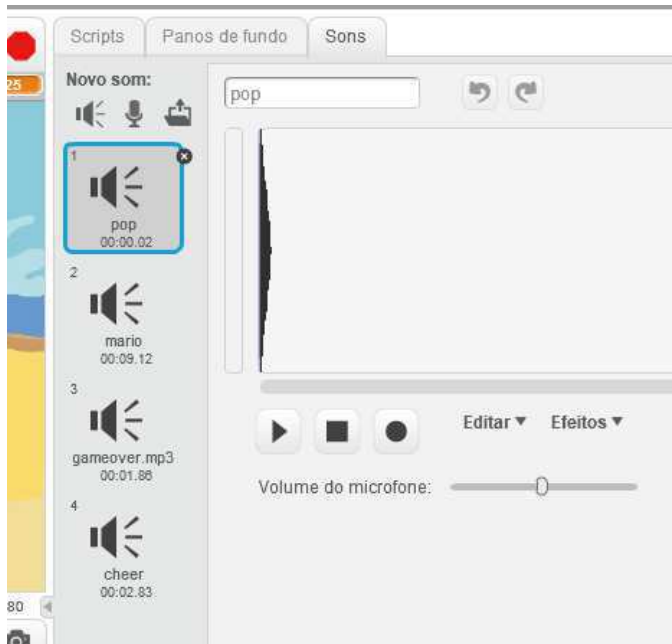 Scripts
Panos de fundo
Sons
25
Novo som:
pop
1
pop
00:00.02
2
mario
00:09.12
3
gameover.mp3
00:01.86
4
cheer
00:02.83
Editar
Efeitos
Volume do microfone:
80